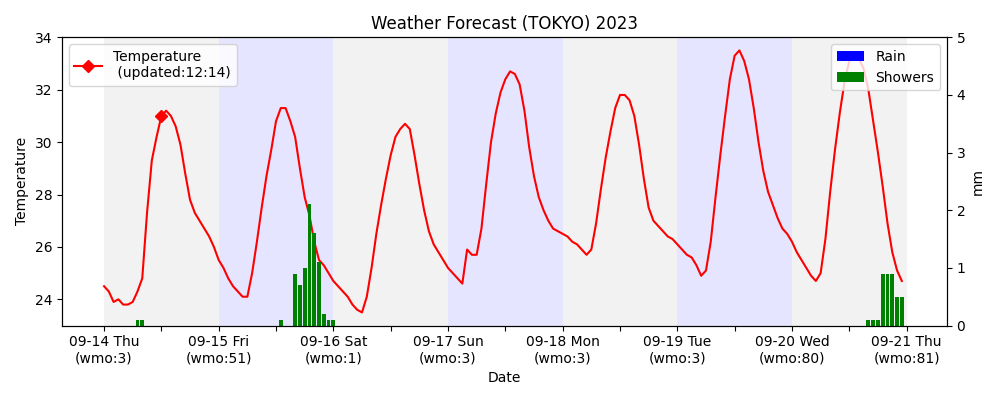 Weather Forecast (TOKYO) 2023
Temperature
(updated:12:14)
Rain
Showers
34
32
30
28
26
24
Temperature
5
4
3
2
1
0
mm
09-14 Thu
(wmo:3)
09-15 Fri
(wmo:51)
09-16 Sat
(wmo:1)
09-17 Sun
(wmo:3)
09-18 Mon
(wmo:3)
09-19 Tue
(wmo:3)
09-20 Wed
(wmo:80)
09-21 Thu
(wmo:81)
Date